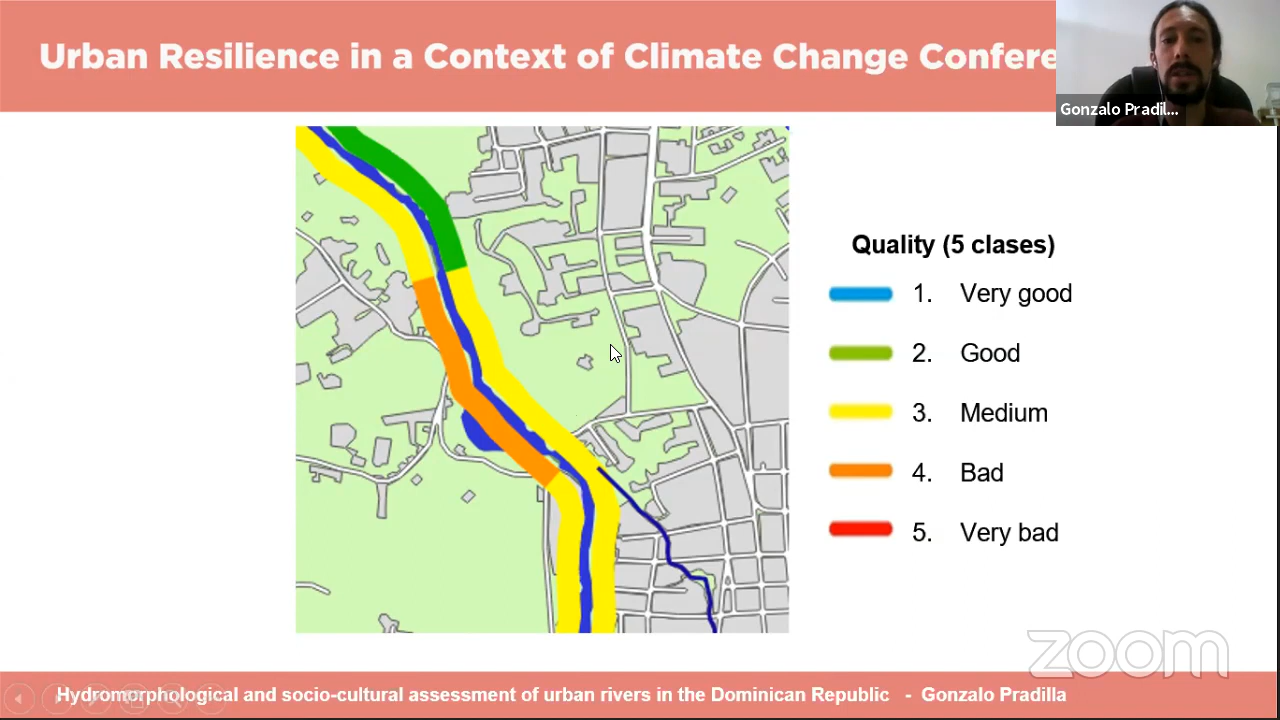 Urban Resilience in a Context of Climate Change Confere
Gonzalo Pradil...
Quality (5 clases)
1. Very good
2. Good
3. Medium
4. Bad
5. Very bad
zoom
Hydromorphological and socio-cultural assessment of urban rivers in the Dominican Republic - Gonzalo Pradilla